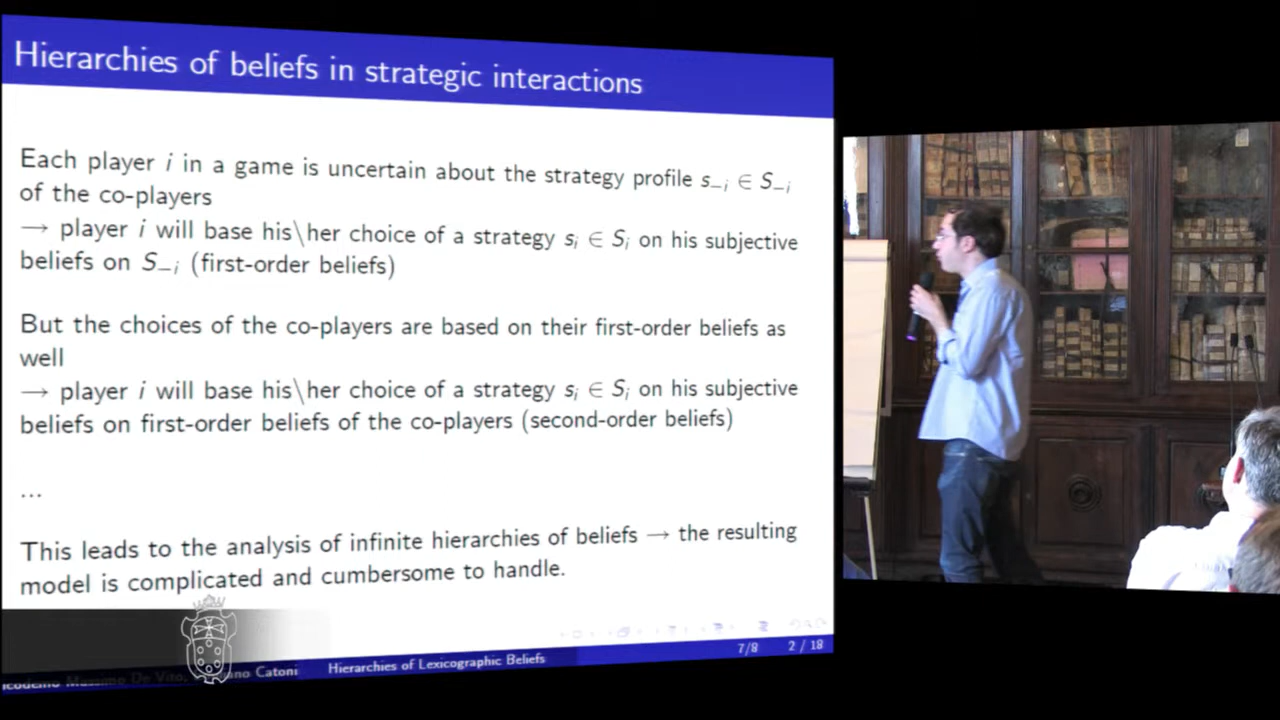 Hierarchies of beliefs in strategic interactions
Each player i in a game is uncertain about the strategy profile s₋ᵢ ∈ S₋ᵢ
of the co-players
→ player i will base his\her choice of a strategy sᵢ ∈ Sᵢ on his subjective
beliefs on S₋ᵢ (first-order beliefs)
But the choices of the co-players are based on their first-order beliefs as
well
→ player i will base his\her choice of a strategy sᵢ ∈ Sᵢ on his subjective
beliefs on first-order beliefs of the co-players (second-order beliefs)
...
This leads to the analysis of infinite hierarchies of beliefs → the resulting
model is complicated and cumbersome to handle.
Massimo De Vito, Catoni
Hierarchies of Lexicographic Beliefs
7/8
2 / 18